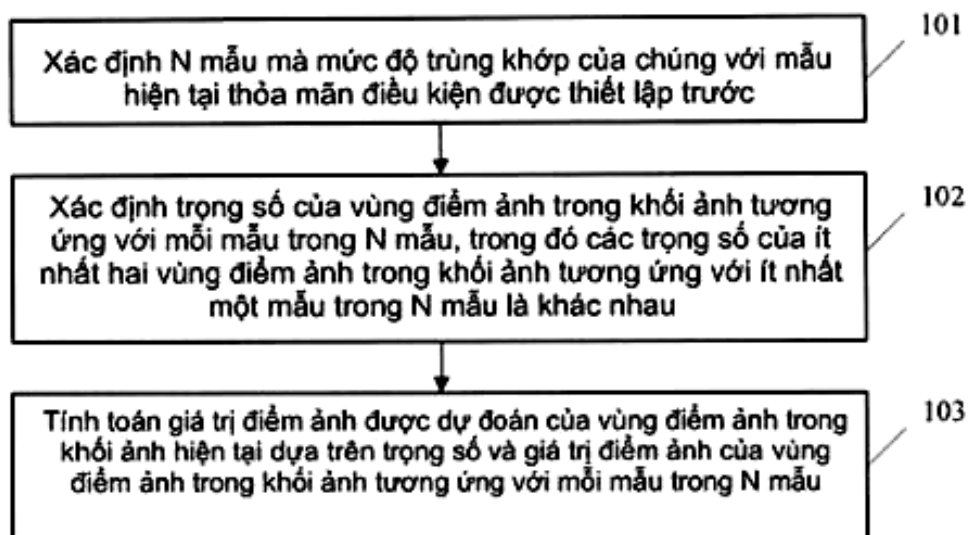 101
Xác định N mẫu mà mức độ trùng khớp của chúng với mẫu
hiện tại thỏa mãn điều kiện được thiết lập trước
102
Xác định trọng số của vùng điểm ảnh trong khối ảnh tương
ứng với mỗi mẫu trong N mẫu, trong đó các trọng số của ít
nhất hai vùng điểm ảnh trong khối ảnh tương ứng với ít nhất
một mẫu trong N mẫu là khác nhau
103
Tính toán giá trị điểm ảnh được dự đoán của vùng điểm ảnh trong
khối ảnh hiện tại dựa trên trọng số và giá trị điểm ảnh của vùng
điểm ảnh trong khối ảnh tương ứng với mỗi mẫu trong N mẫu